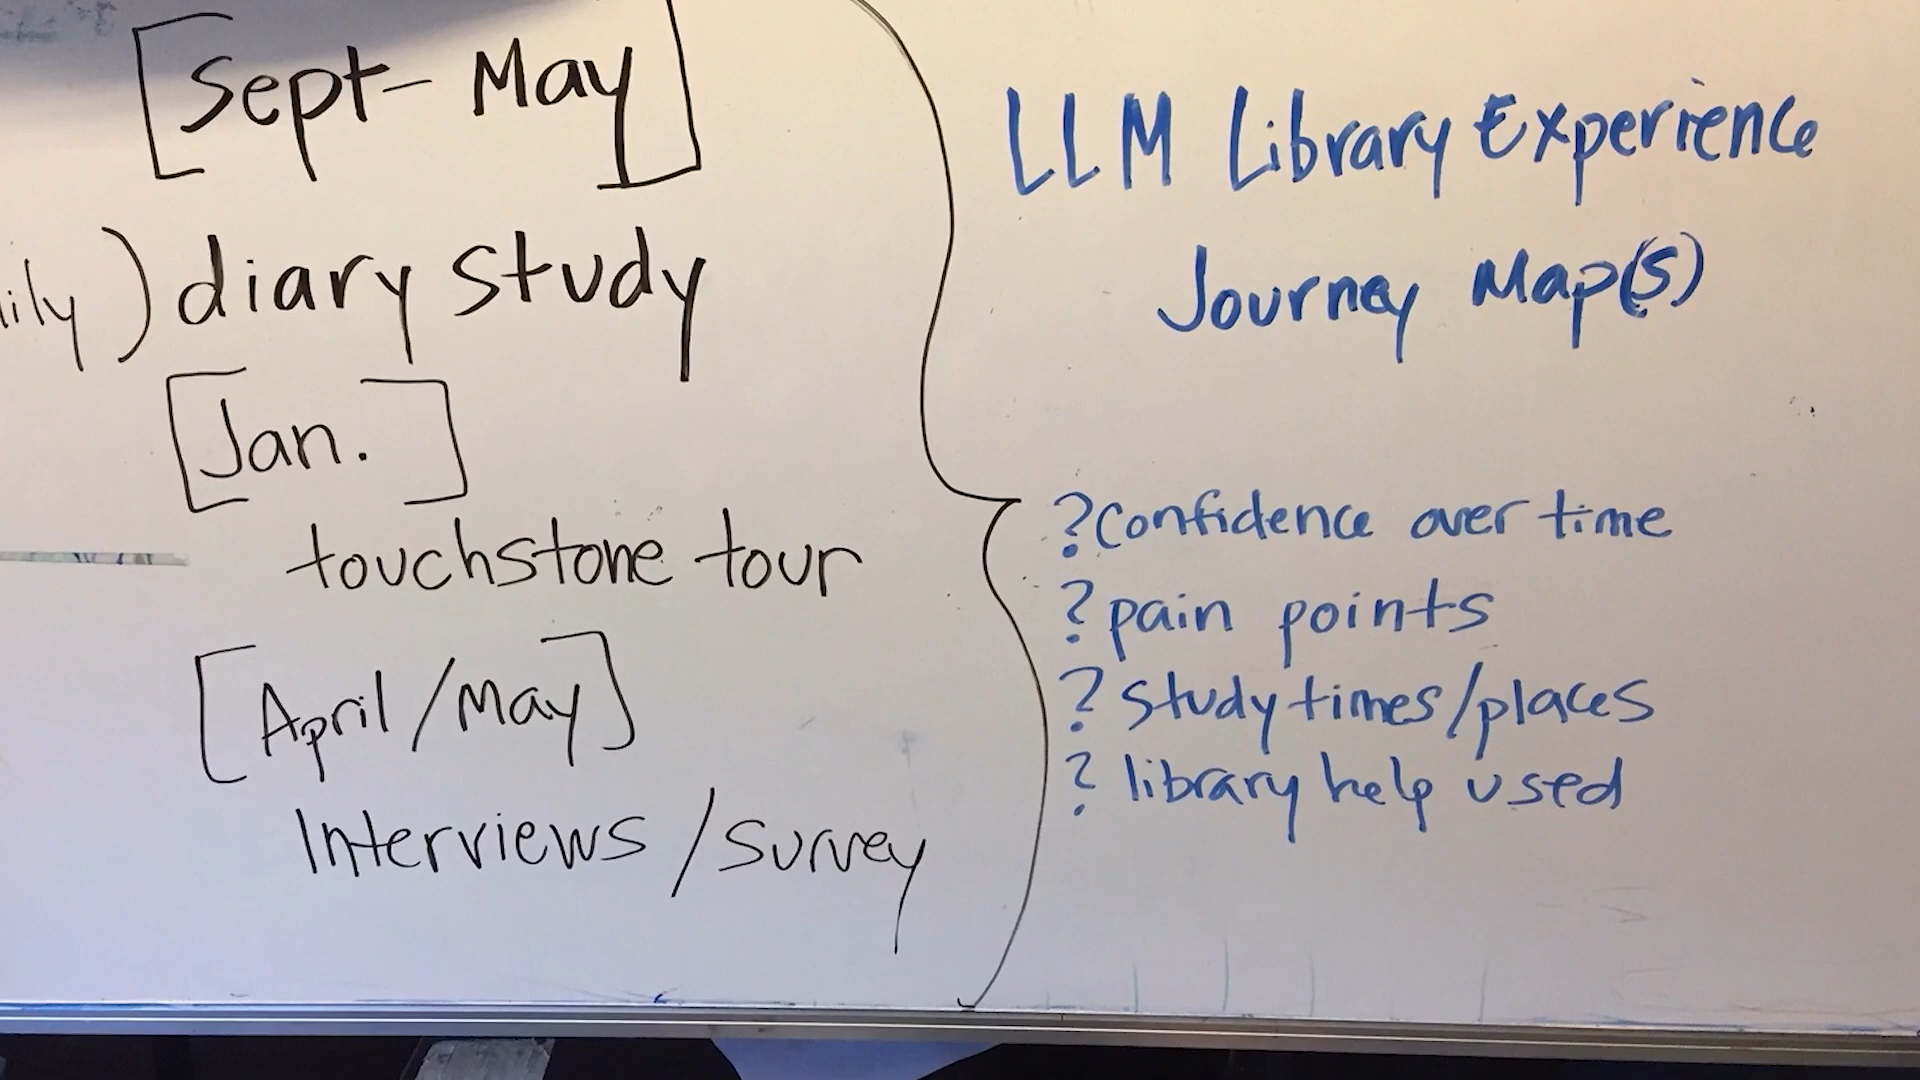 [Sept - May]
) diary study
[Jan. ]
touchstone tour
[April / May]
Interviews / Survey
LLM Library Experience
Journey Map(s)
? Confidence over time
? pain points
? study times/places
? library help used